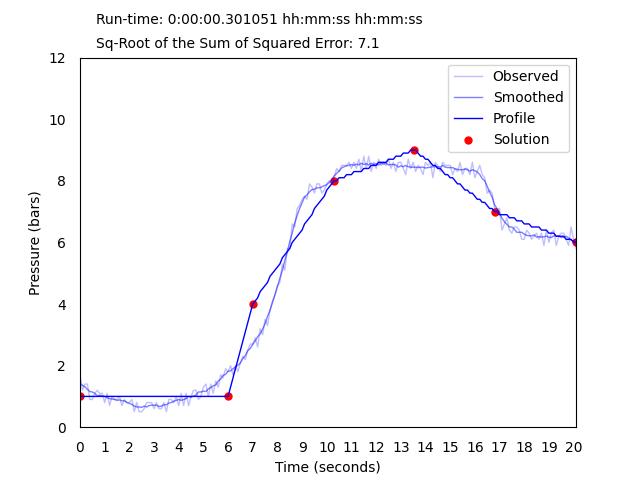 Run-time: 0:00:00.301051 hh:mm:ss hh:mm:ss
Sq-Root of the Sum of Squared Error: 7.1
12
10
8
6
4
2
0
Pressure (bars)
Observed
Smoothed
Profile
Solution
0 1 2 3 4 5 6 7 8 9 10 11 12 13 14 15 16 17 18 19 20
Time (seconds)